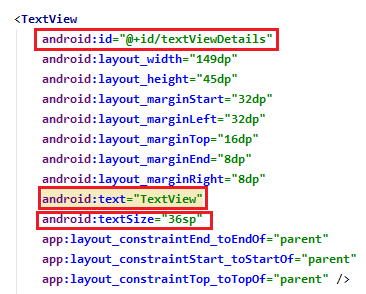 <TextView
android:id="@+id/textViewDetails"
android:layout_width="149dp"
android:layout_height="45dp"
android:layout_marginStart="32dp"
android:layout_marginLeft="32dp"
android:layout_marginTop="16dp"
android:layout_marginEnd="8dp"
android:layout_marginRight="8dp"
android:text="TextView"
android:textSize="36sp"
app:layout_constraintEnd_toEndOf="parent"
app:layout_constraintStart_toStartOf="parent"
app:layout_constraintTop_toTopOf="parent" />